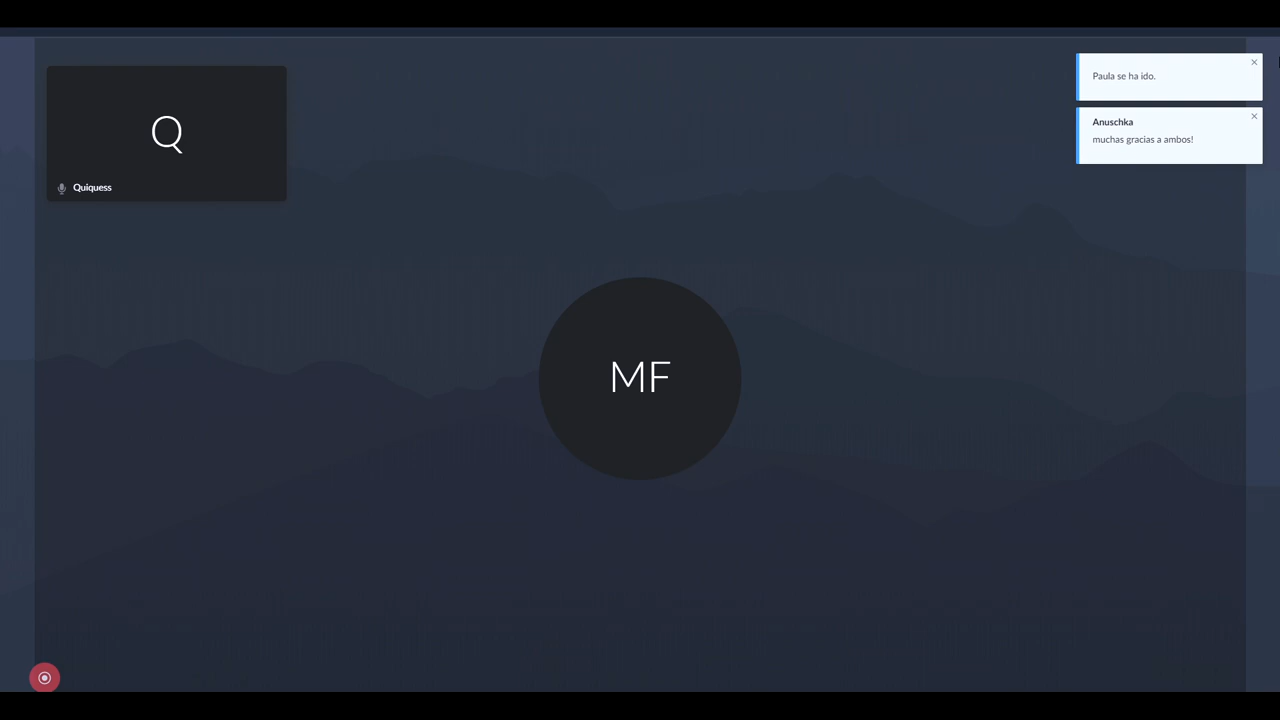 Q
Quiquess
Paula se ha ido.
Anuschka
muchas gracias a ambos!
MF